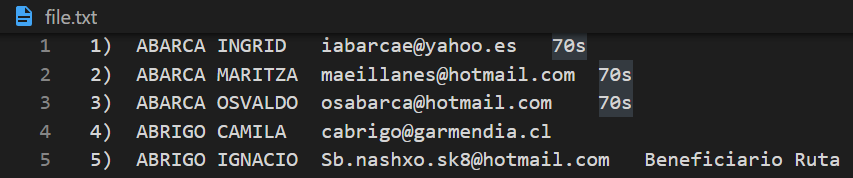 file.txt
1 1) ABARCA INGRID iabarcae@yahoo.es 70s
2 2) ABARCA MARITZA maeillanes@hotmail.com 70s
3 3) ABARCA OSVALDO osabarca@hotmail.com 70s
4 4) ABRIGO CAMILA cabrigo@garmendia.cl
5 5) ABRIGO IGNACIO Sb.nashxo.sk8@hotmail.com Beneficiario Ruta